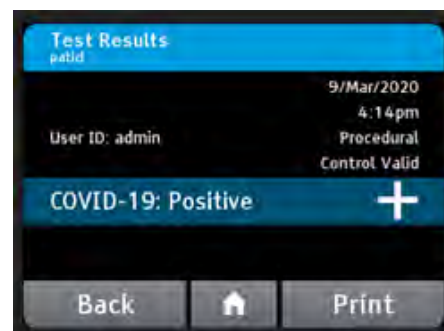 Test Results
patid
9/Mar/2020
4:14pm
User ID: admin Procedural
Control Valid
COVID-19: Positive
Back Print